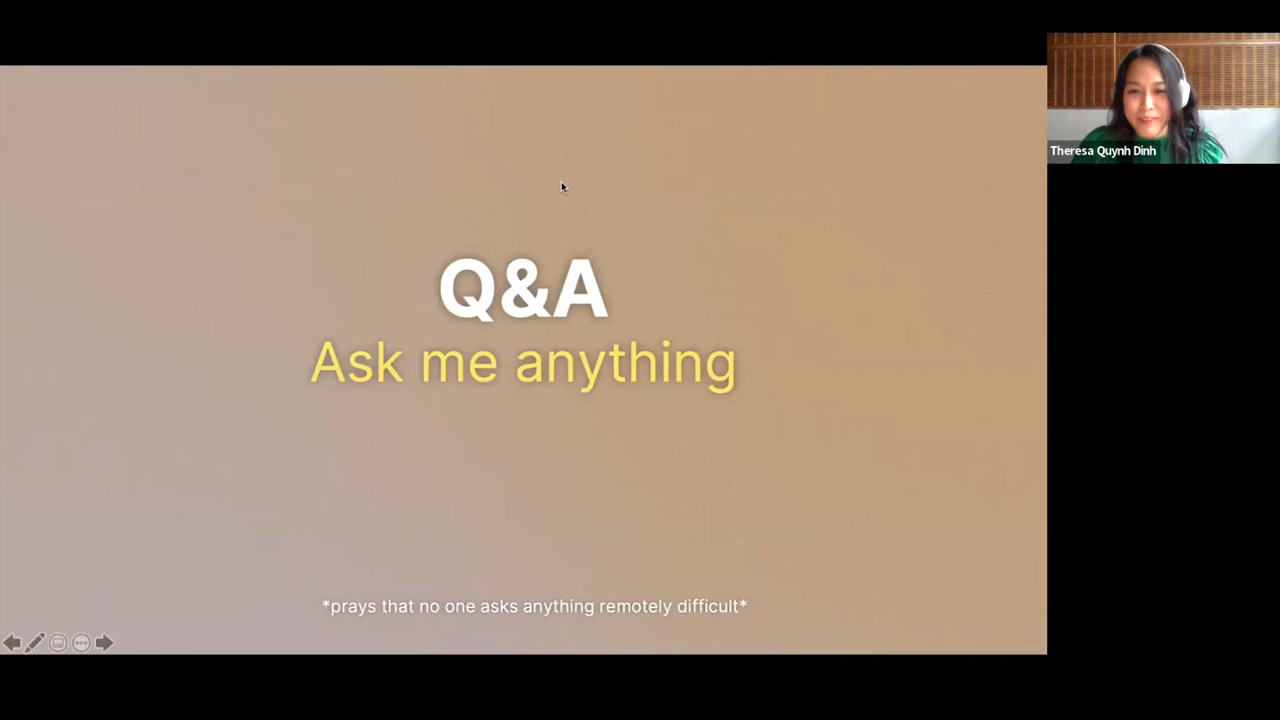 Q&A
Ask me anything
*prays that no one asks anything remotely difficult*
Theresa Quynh Dinh